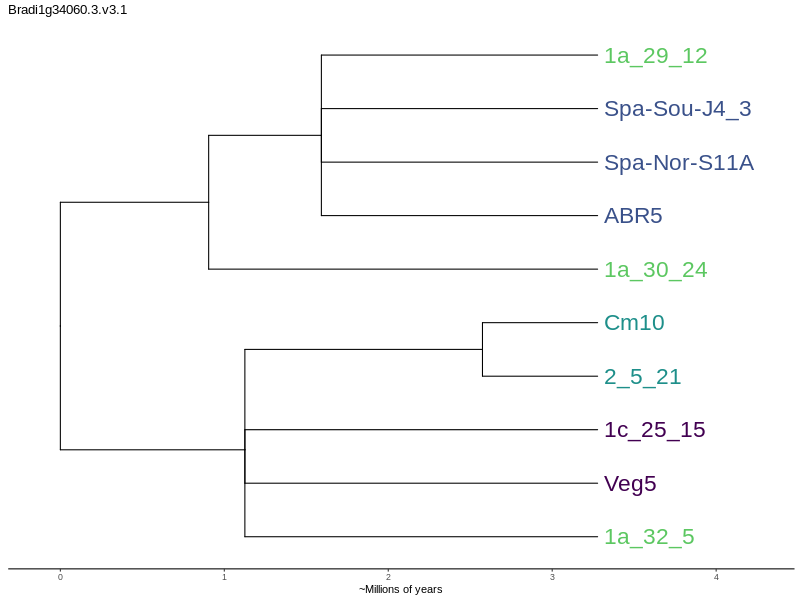 Bradi1g34060.3.v3.1
1a_29_12
Spa-Sou-J4_3
Spa-Nor-S11A
ABR5
1a_30_24
Cm10
2_5_21
1c_25_15
Veg5
1a_32_5
0 1 2 3 4
~Millions of years